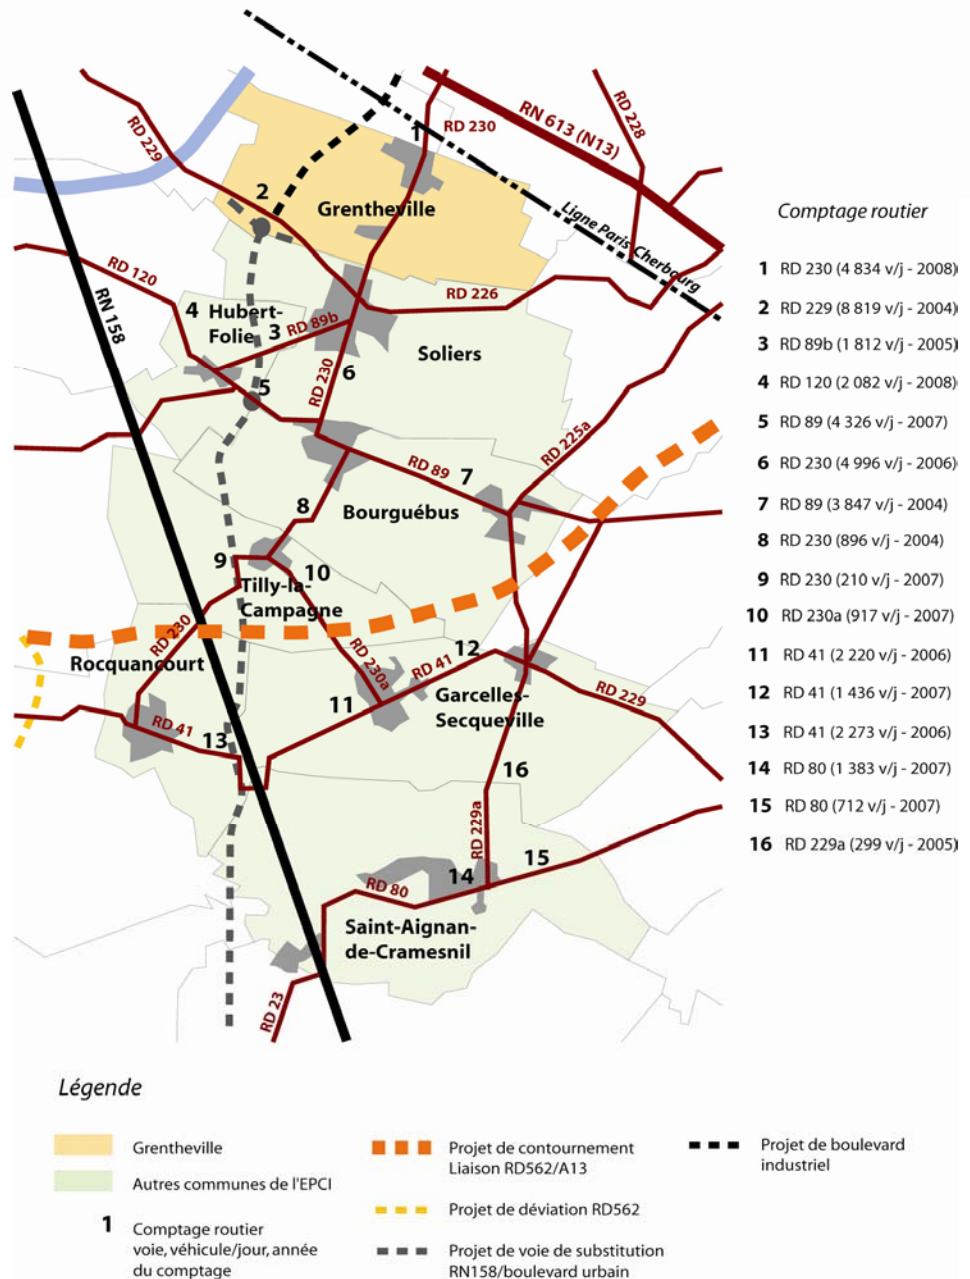 RN 613 (N13)
RD 228
RD 230
RD 229
1
2
Grentheville
Ligne Paris Cherbourg
RD 120
RN 158
4
Hubert-
Folie
3
RD 89b
RD 226
Soliers
RD 230
6
5
RD 225a
RD 89
7
8
Bourguébus
9
10
Tilly-la-
Campagne
RD 230
Rocquancourt
RD 230a
RD 41
12
11
Garcelles-
Secqueville
RD 229
RD 41
13
16
RD 229a
15
14
RD 80
Saint-Aignan-
de-Cramesnil
RD 23
Comptage routier
1 RD 230 (4 834 v/j - 2008)
2 RD 229 (8 819 v/j - 2004)
3 RD 89b (1 812 v/j - 2005)
4 RD 120 (2 082 v/j - 2008)
5 RD 89 (4 326 v/j - 2007)
6 RD 230 (4 996 v/j - 2006)
7 RD 89 (3 847 v/j - 2004)
8 RD 230 (896 v/j - 2004)
9 RD 230 (210 v/j - 2007)
10 RD 230a (917 v/j - 2007)
11 RD 41 (2 220 v/j - 2006)
12 RD 41 (1 436 v/j - 2007)
13 RD 41 (2 273 v/j - 2006)
14 RD 80 (1 383 v/j - 2007)
15 RD 80 (712 v/j - 2007)
16 RD 229a (299 v/j - 2005)
Légende
Grentheville
Autres communes de l'EPCI
1 Comptage routier
voie, véhicule/jour, année
du comptage
Projet de contournement
Liaison RD562/A13
Projet de déviation RD562
Projet de voie de substitution
RN158/boulevard urbain
Projet de boulevard
industriel